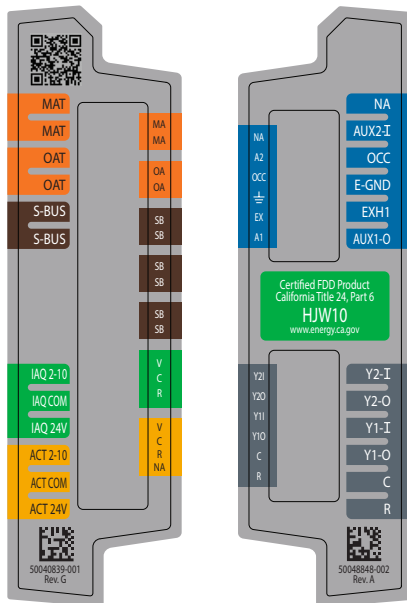 MAT
MAT
OAT
OAT
S-BUS
S-BUS
IAQ 2-10
IAQ COM
IAQ 24V
ACT 2-10
ACT COM
ACT 24V
MA
MA
OA
OA
SB
SB
SB
SB
SB
SB
V
C
R
V
C
R
NA
50040839-001
Rev. G
NA
A2
OCC
EX
A1
NA
AUX2-I
OCC
E-GND
EXH1
AUX1-O
Certified FDD Product
California Title 24, Part 6
HJW10
www.energy.ca.gov
Y2I
Y2O
Y1I
Y1O
C
R
Y2-I
Y2-O
Y1-I
Y1-O
C
R
50048848-002
Rev. A